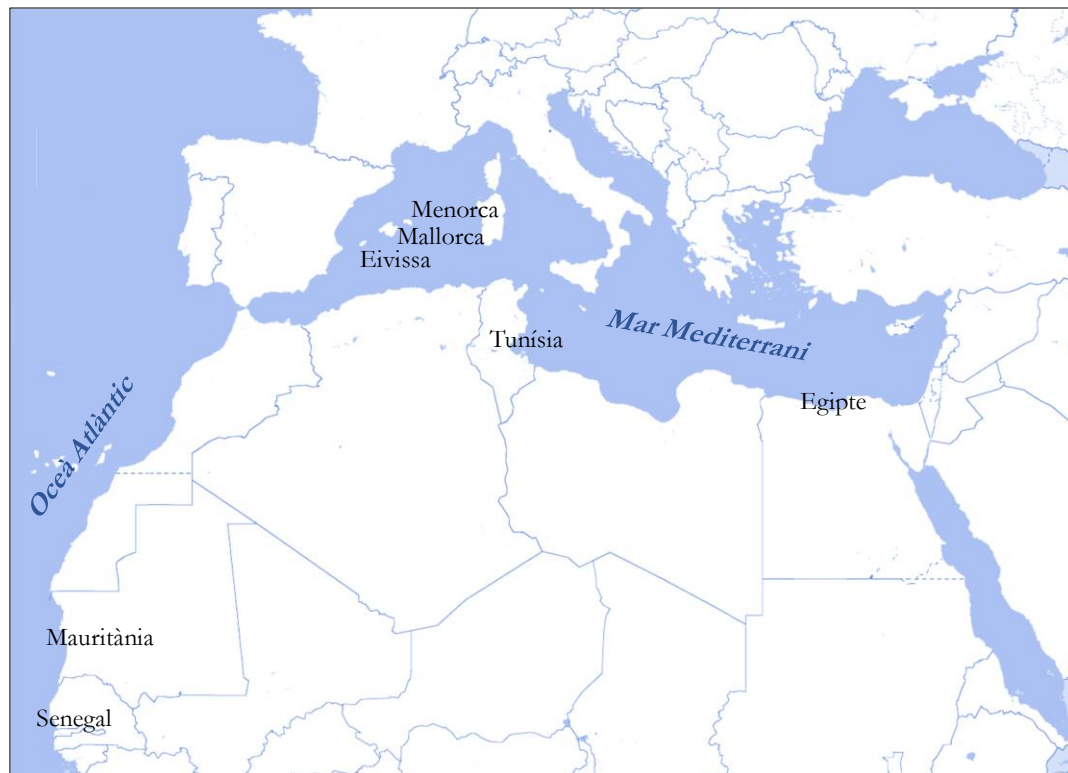 Menorca
Mallorca
Eivissa
Mar Mediterrani
Tunísia
Egipte
Oceà Atlàntic
Mauritània
Senegal